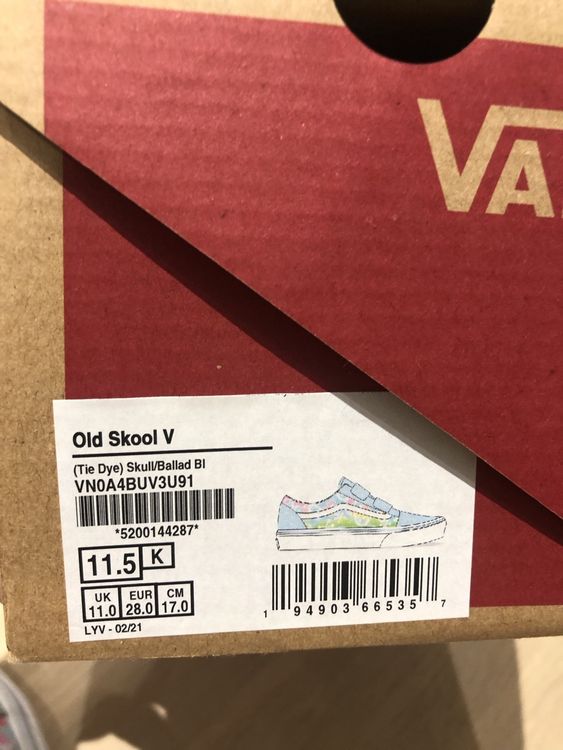 VA
Old Skool V
(Tie Dye) Skull/Ballad Bl
VN0A4BUV3U91
*5200144287*
11.5 K
UK EUR CM
11.0 28.0 17.0
LYV - 02/21
1 94903 66535 7